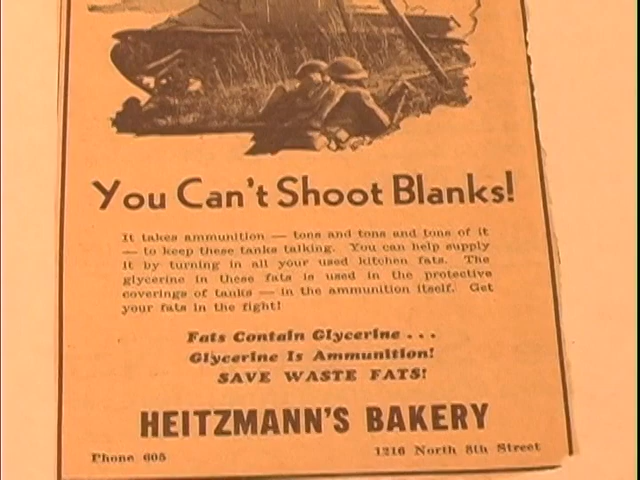 You Can't Shoot Blanks!
It takes ammunition — tons and tons and tons of it
— to keep these tanks talking. You can help supply
it by turning in all your used kitchen fats. The
glycerine in these fats is used in the protective
coverings of tanks — in the ammunition itself. Get
your fats in the fight!
Fats Contain Glycerine . . .
Glycerine Is Ammunition!
SAVE WASTE FATS!
HEITZMANN'S BAKERY
Phone 605
1216 North 8th Street